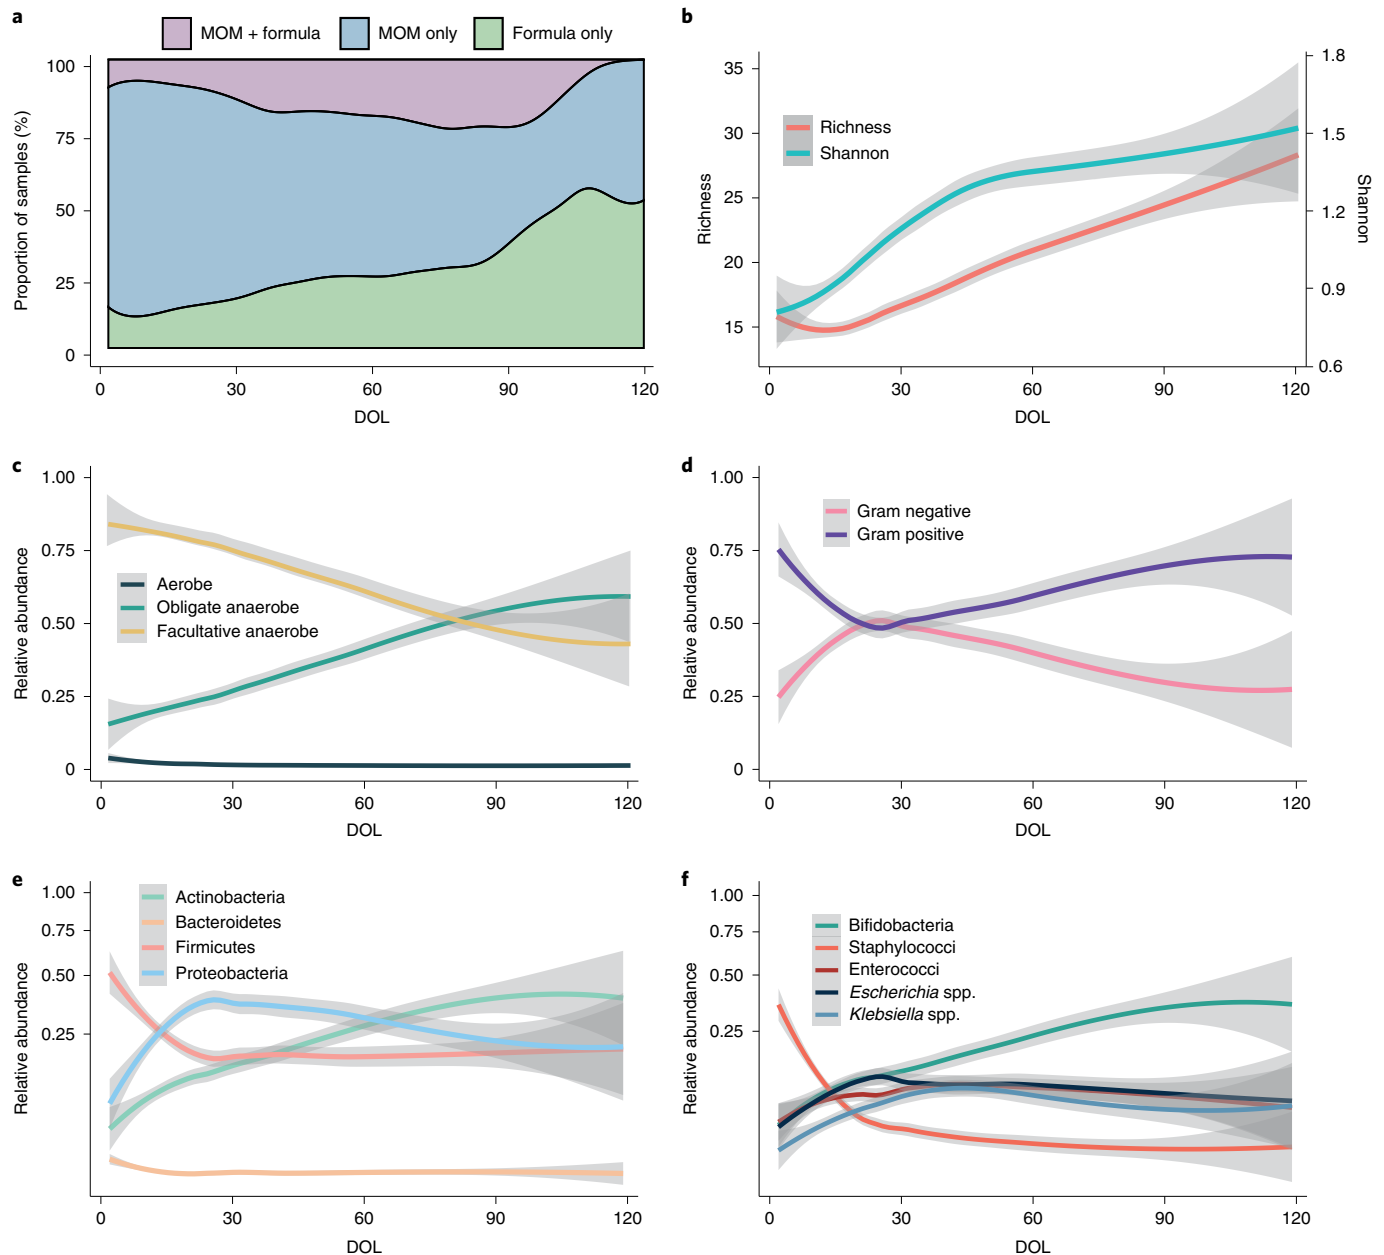 a
MOM + formula
MOM only
Formula only
Proportion of samples (%)
100
75
50
25
0
0 30 60 90 120
DOL
b
Richness
Shannon
Richness
35
30
25
20
15
Shannon
1.8
1.5
1.2
0.9
0.6
0 30 60 90 120
DOL
c
Relative abundance
1.00
0.75
0.50
0.25
0
Aerobe
Obligate anaerobe
Facultative anaerobe
0 30 60 90 120
DOL
d
Relative abundance
1.00
0.75
0.50
0.25
0
Gram negative
Gram positive
0 30 60 90 120
DOL
e
Relative abundance
1.00
0.75
0.50
0.25
Actinobacteria
Bacteroidetes
Firmicutes
Proteobacteria
0 30 60 90 120
DOL
f
Relative abundance
1.00
0.75
0.50
0.25
Bifidobacteria
Staphylococci
Enterococci
Escherichia spp.
Klebsiella spp.
0 30 60 90 120
DOL